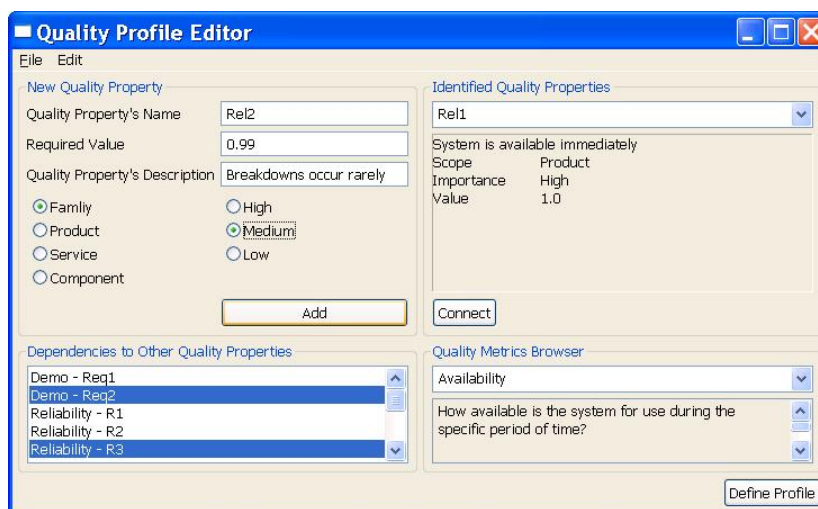 Quality Profile Editor
File Edit
New Quality Property
Quality Property's Name Rel2
Required Value 0.99
Quality Property's Description Breakdowns occur rarely
Famliy High
Product Medium
Service Low
Component
Add
Identified Quality Properties
Rel1
System is available immediately
Scope Product
Importance High
Value 1.0
Connect
Dependencies to Other Quality Properties
Demo - Req1
Demo - Req2
Reliability - R1
Reliability - R2
Reliability - R3
Quality Metrics Browser
Availability
How available is the system for use during the
specific period of time?
Define Profile